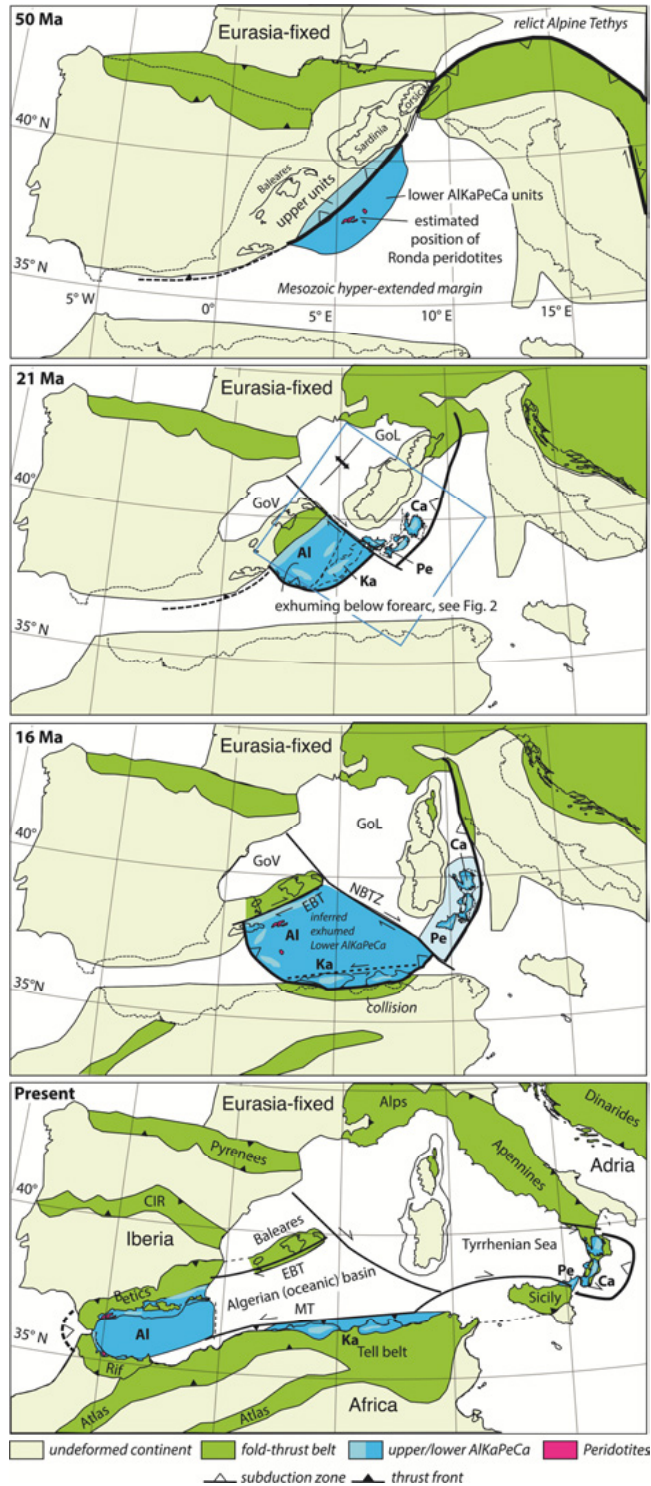 50 Ma
Eurasia-fixed
relict Alpine Tethys
40° N
Corsica
Sardinia
Baleares
upper units
lower AlKaPeCa units
estimated
position of
Ronda peridotites
35° N
5° W
0°
5° E
10° E
15° E
Mesozoic hyper-extended margin
21 Ma
Eurasia-fixed
GoL
40° N
GoV
Ca
Al
Pe
Ka
exhuming below forearc, see Fig. 2
35° N
16 Ma
Eurasia-fixed
GoL
40°
GoV
Ca
NBTZ
EBT
inferred
exhumed
Lower AlKaPeCa
Al
Pe
Ka
35° N
collision
Present
Eurasia-fixed
Alps
Dinarides
Pyrenees
Apennines
Adria
40°
CIR
Iberia
Baleares
Tyrrhenian Sea
EBT
Betics
Algerian (oceanic) basin
Pe
Ca
MT
Sicily
Al
35° N
Ka
Rif
Tell belt
Atlas
Atlas
Africa
undeformed continent
fold-thrust belt
upper/lower AlKaPeCa
Peridotites
subduction zone
thrust front